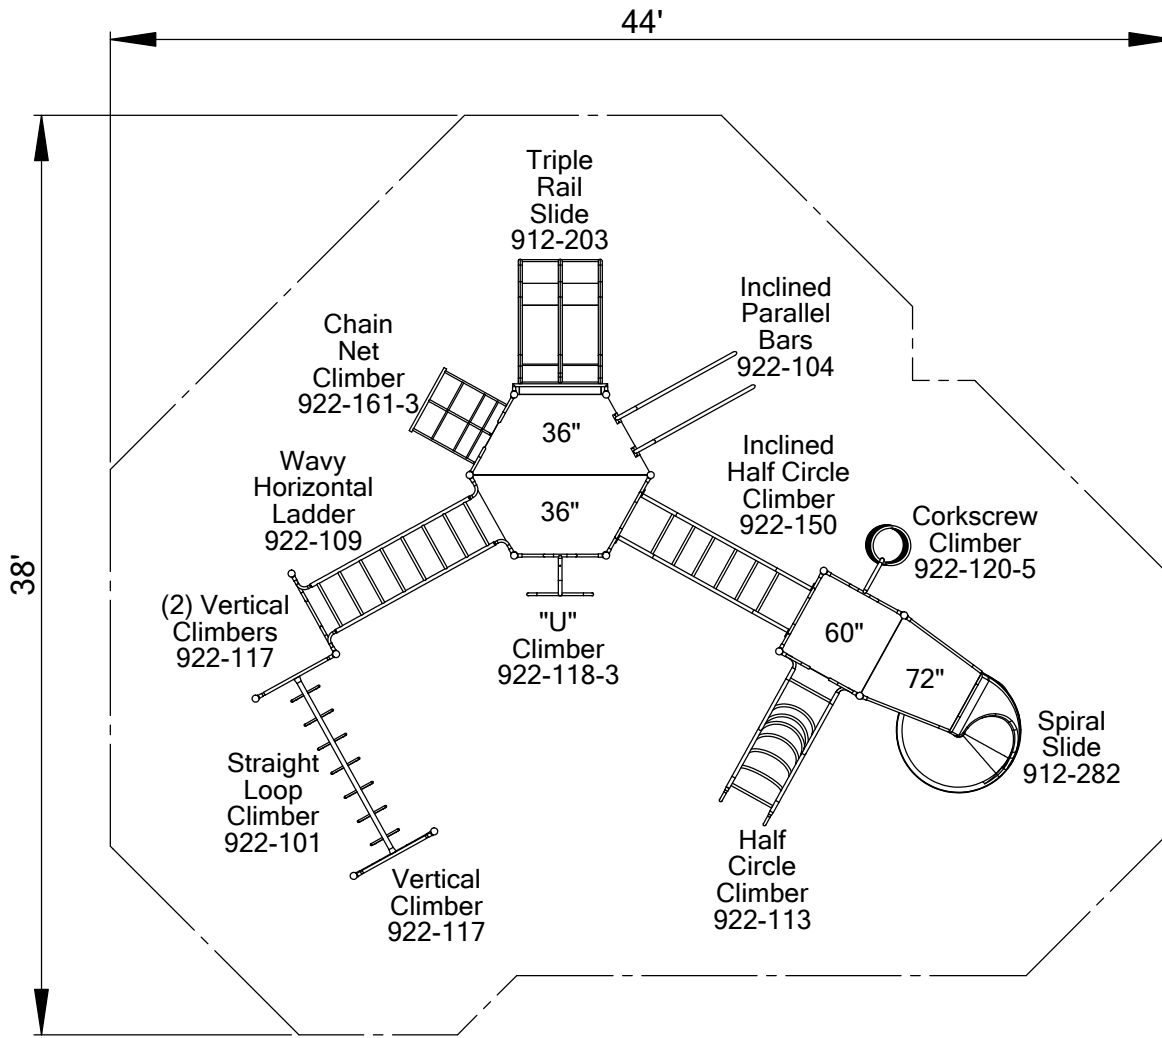 44'
38'
Triple
Rail
Slide
912-203
Inclined
Parallel
Bars
922-104
Chain
Net
Climber
922-161-3
36"
36"
Wavy
Horizontal
Ladder
922-109
Inclined
Half Circle
Climber
922-150
Corkscrew
Climber
922-120-5
(2) Vertical
Climbers
922-117
"U"
Climber
922-118-3
60"
72"
Spiral
Slide
912-282
Straight
Loop
Climber
922-101
Half
Circle
Climber
922-113
Vertical
Climber
922-117